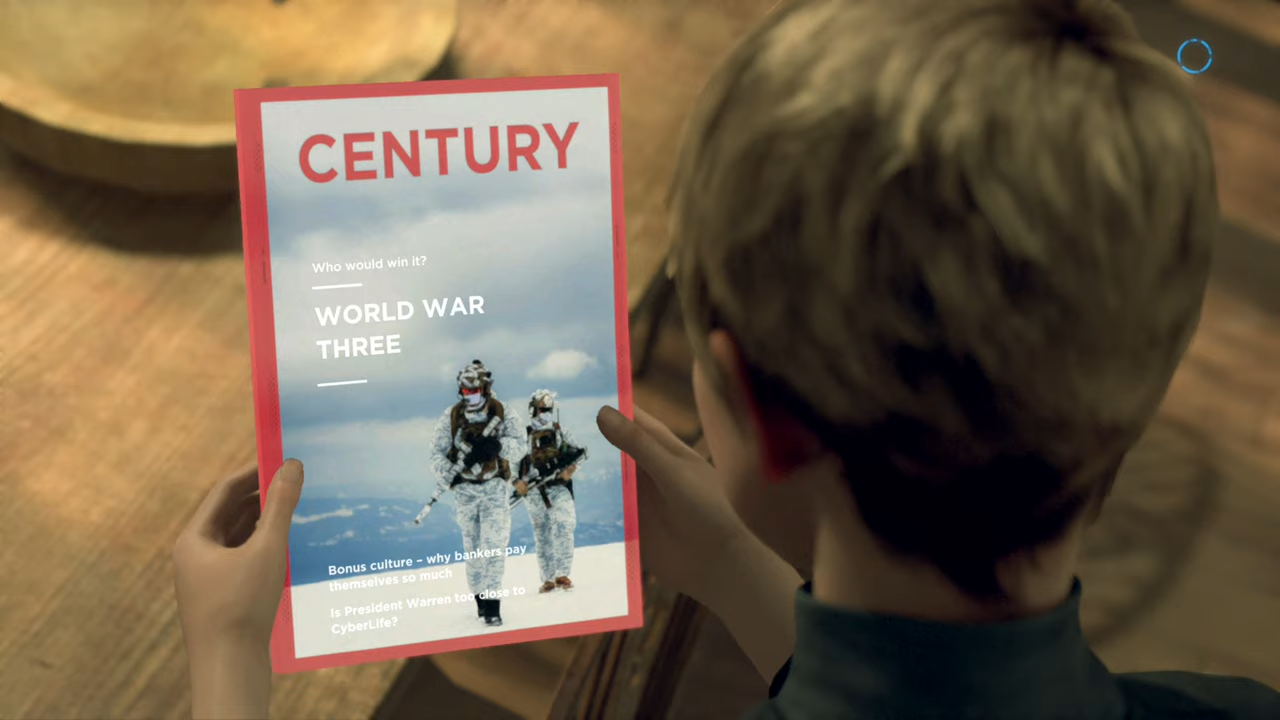 CENTURY
Who would win it?
WORLD WAR
THREE
Bonus culture – why bankers pay
themselves so much
Is President Warren too close to
CyberLife?